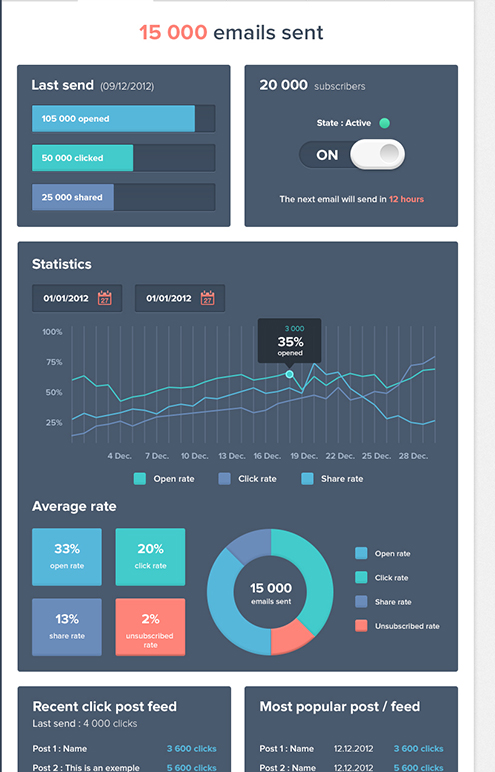 15 000 emails sent
Last send (09/12/2012)
105 000 opened
50 000 clicked
25 000 shared
20 000 subscribers
State : Active
ON
The next email will send in 12 hours
Statistics
01/01/2012 27 01/01/2012 27
3 000
35%
opened
100%
75%
50%
25%
4 Dec. 7 Dec. 10 Dec. 13 Dec. 16 Dec. 19 Dec. 22 Dec. 25 Dec. 28 Dec.
Open rate Click rate Share rate
Average rate
33%
open rate
20%
click rate
13%
share rate
2%
unsubscribed
rate
15 000
emails sent
Open rate
Click rate
Share rate
Unsubscribed rate
Recent click post feed
Last send : 4 000 clicks
Post 1 : Name 3 600 clicks
Post 2 : This is an exemple 5 600 clicks
Most popular post / feed
Post 1 : Name 12.12.2012 3 600 clicks
Post 2 : Name 12.12.2012 5 600 clicks